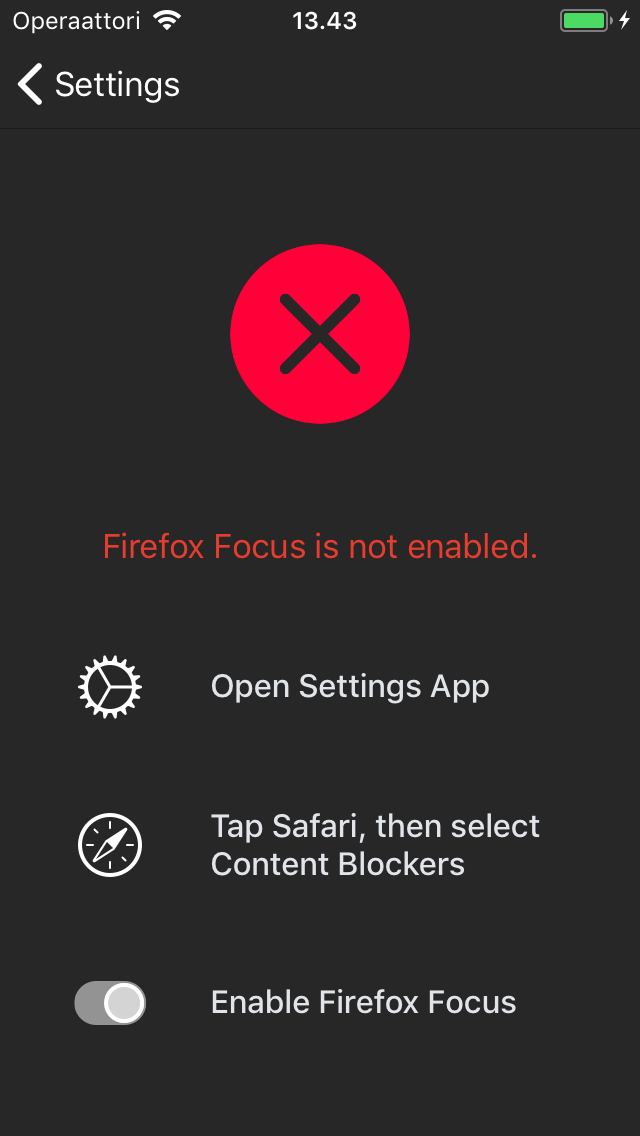 Operaattori 13.43
Settings
Firefox Focus is not enabled.
Open Settings App
Tap Safari, then select
Content Blockers
Enable Firefox Focus